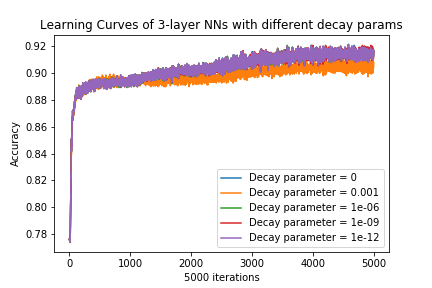 Learning Curves of 3-layer NNs with different decay params
0.92
0.90
0.88
0.86
0.84
0.82
0.80
0.78
Accuracy
Decay parameter = 0
Decay parameter = 0.001
Decay parameter = 1e-06
Decay parameter = 1e-09
Decay parameter = 1e-12
0 1000 2000 3000 4000 5000
5000 iterations